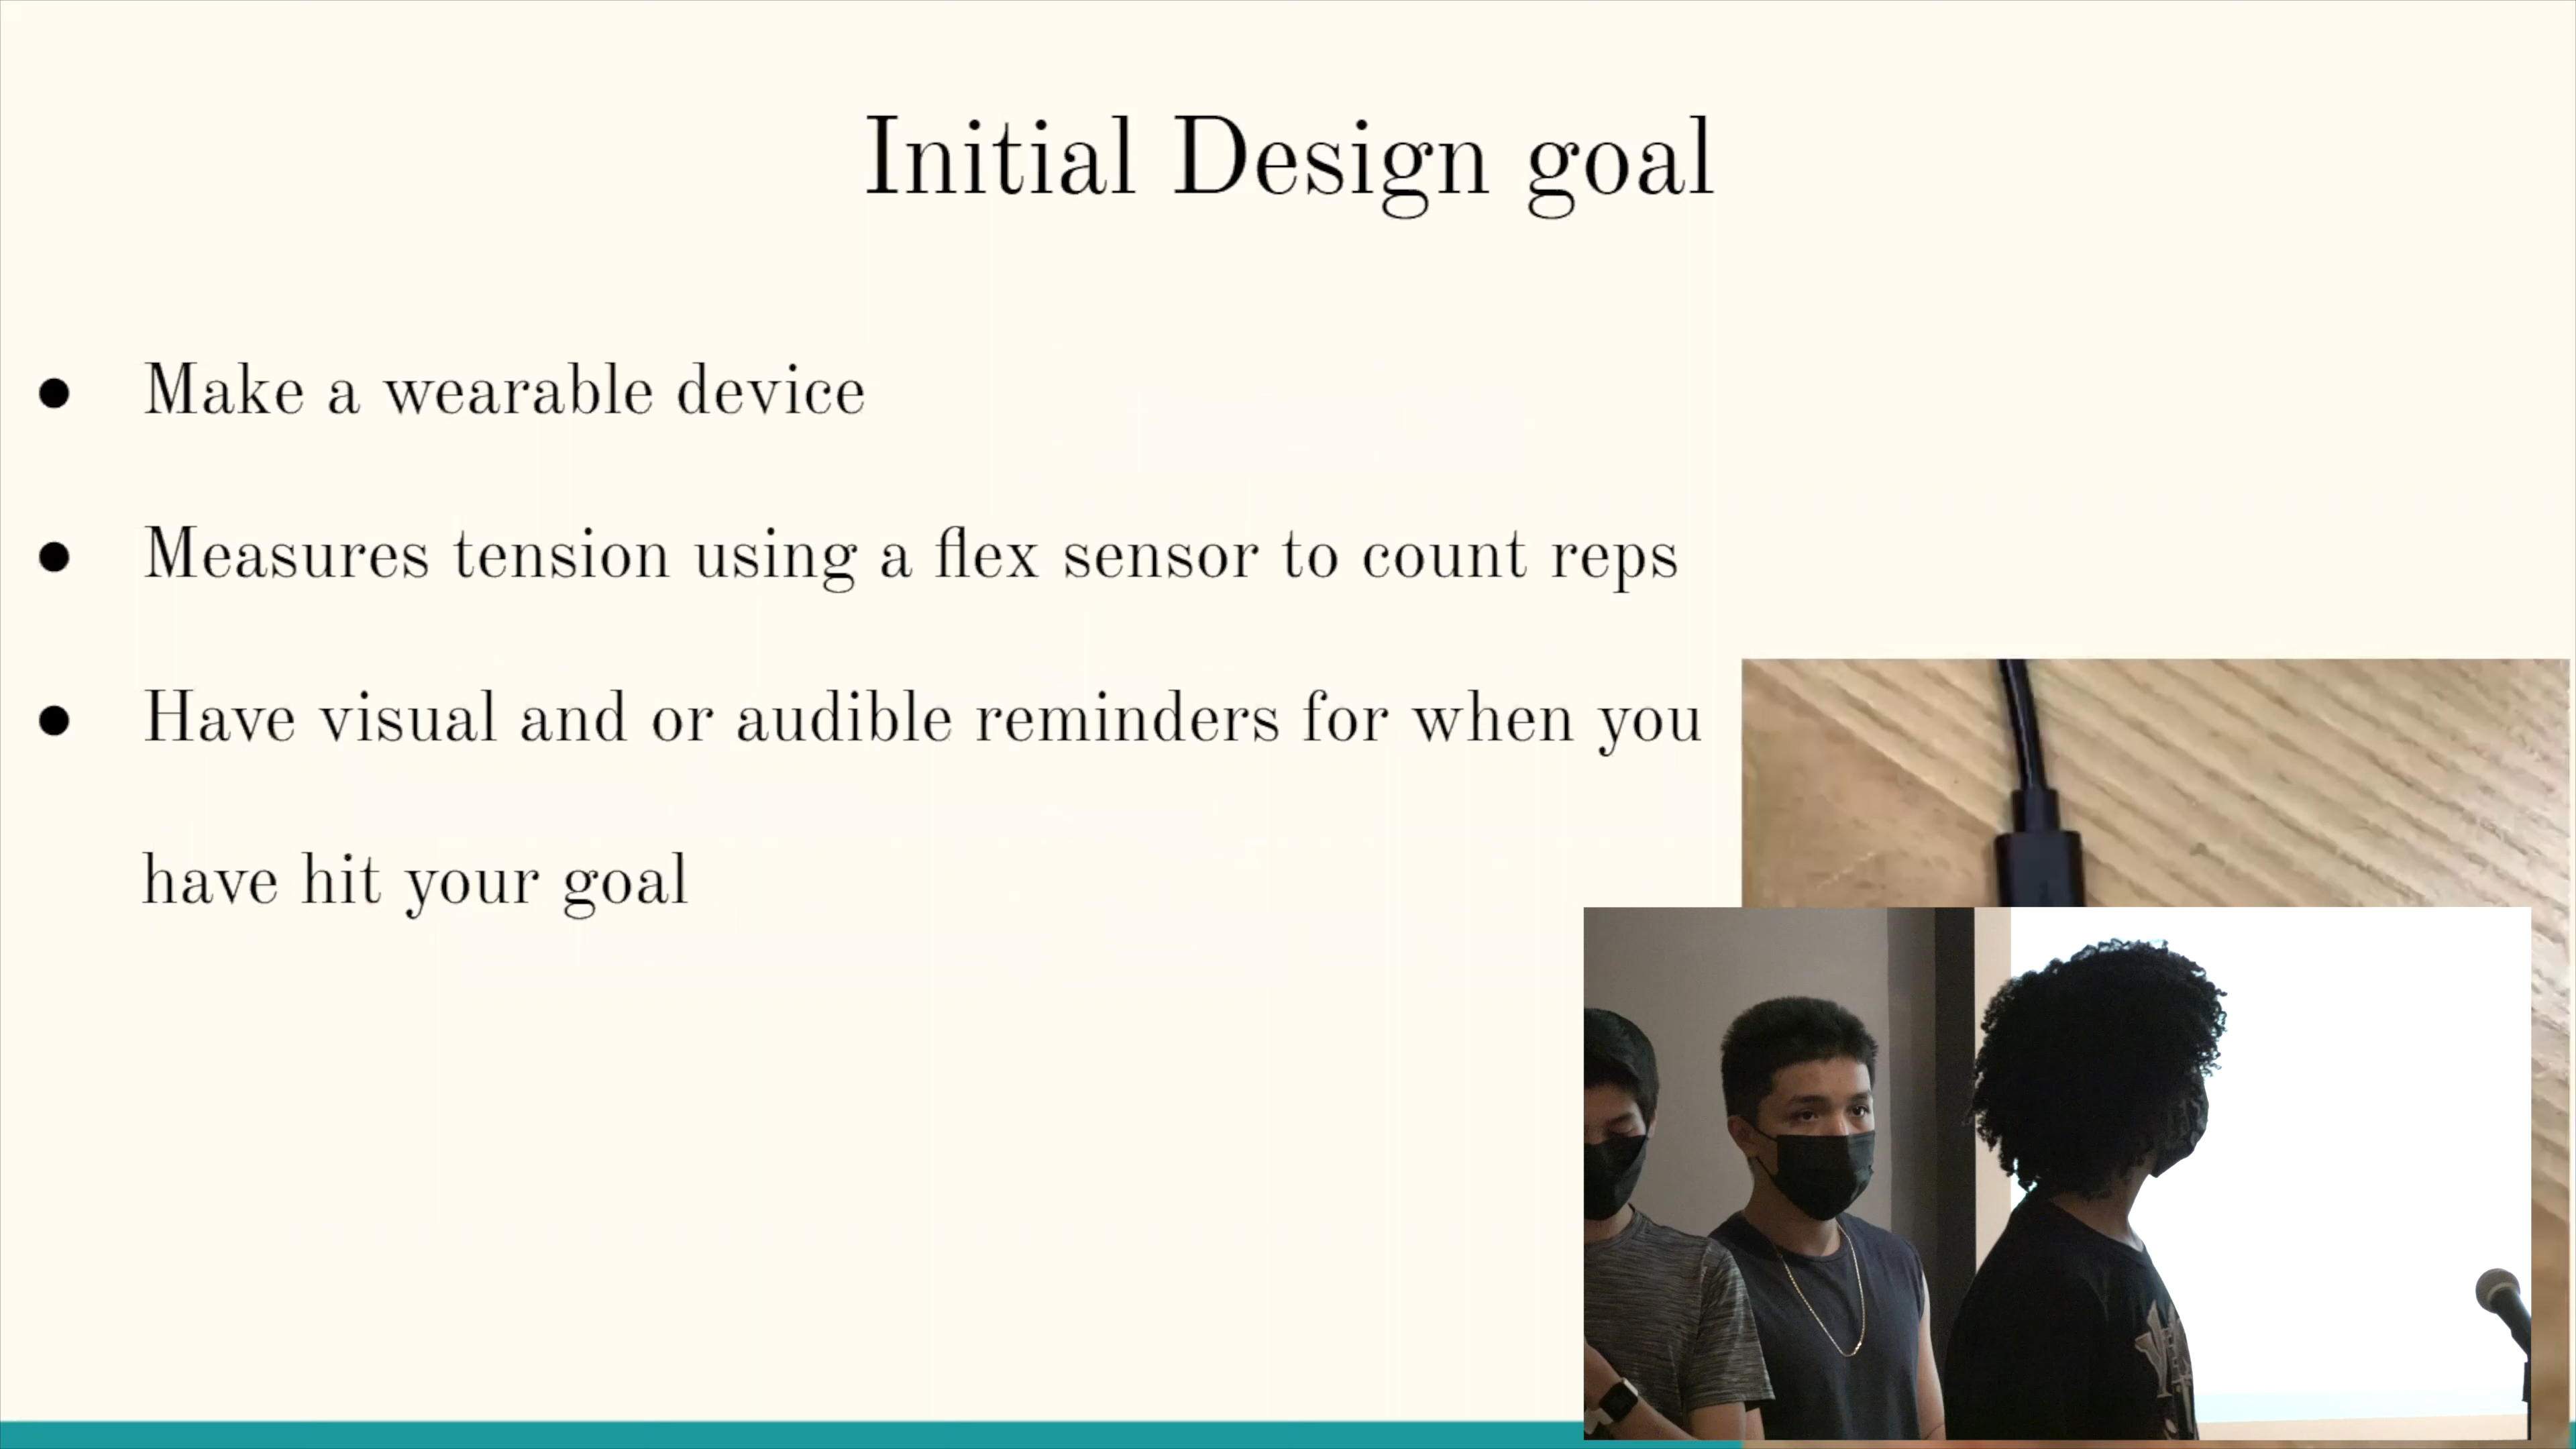 Initial Design goal
● Make a wearable device
● Measures tension using a flex sensor to count reps
● Have visual and or audible reminders for when you
have hit your goal